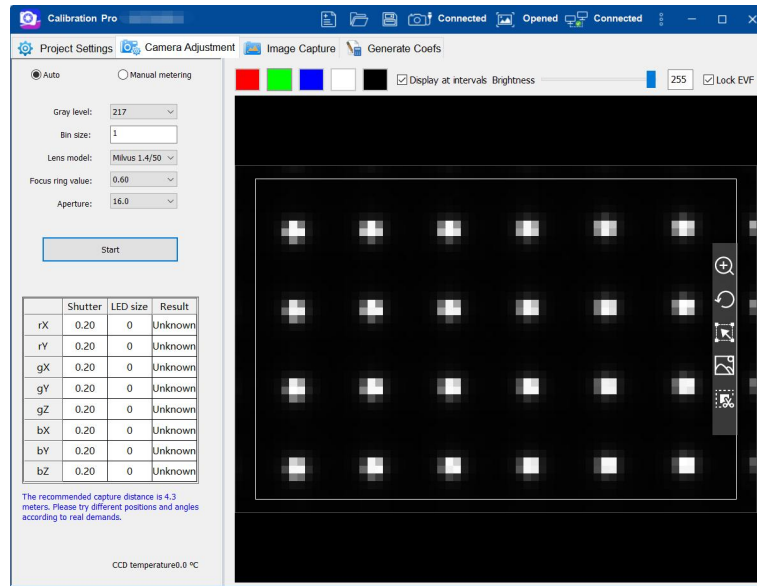 Calibration Pro
Connected Opened Connected
Project Settings Camera Adjustment Image Capture Generate Coefs
Auto Manual metering
Display at intervals Brightness 255 Lock EVF
Gray level: 217
Bin size: 1
Lens model: Milvus 1.4/50
Focus ring value: 0.60
Aperture: 16.0
Start
Shutter LED size Result
rX 0.20 0 Unknown
rY 0.20 0 Unknown
gX 0.20 0 Unknown
gY 0.20 0 Unknown
gZ 0.20 0 Unknown
bX 0.20 0 Unknown
bY 0.20 0 Unknown
bZ 0.20 0 Unknown
The recommended capture distance is 4.3
meters. Please try different positions and angles
according to real demands.
CCD temperature0.0 ºC